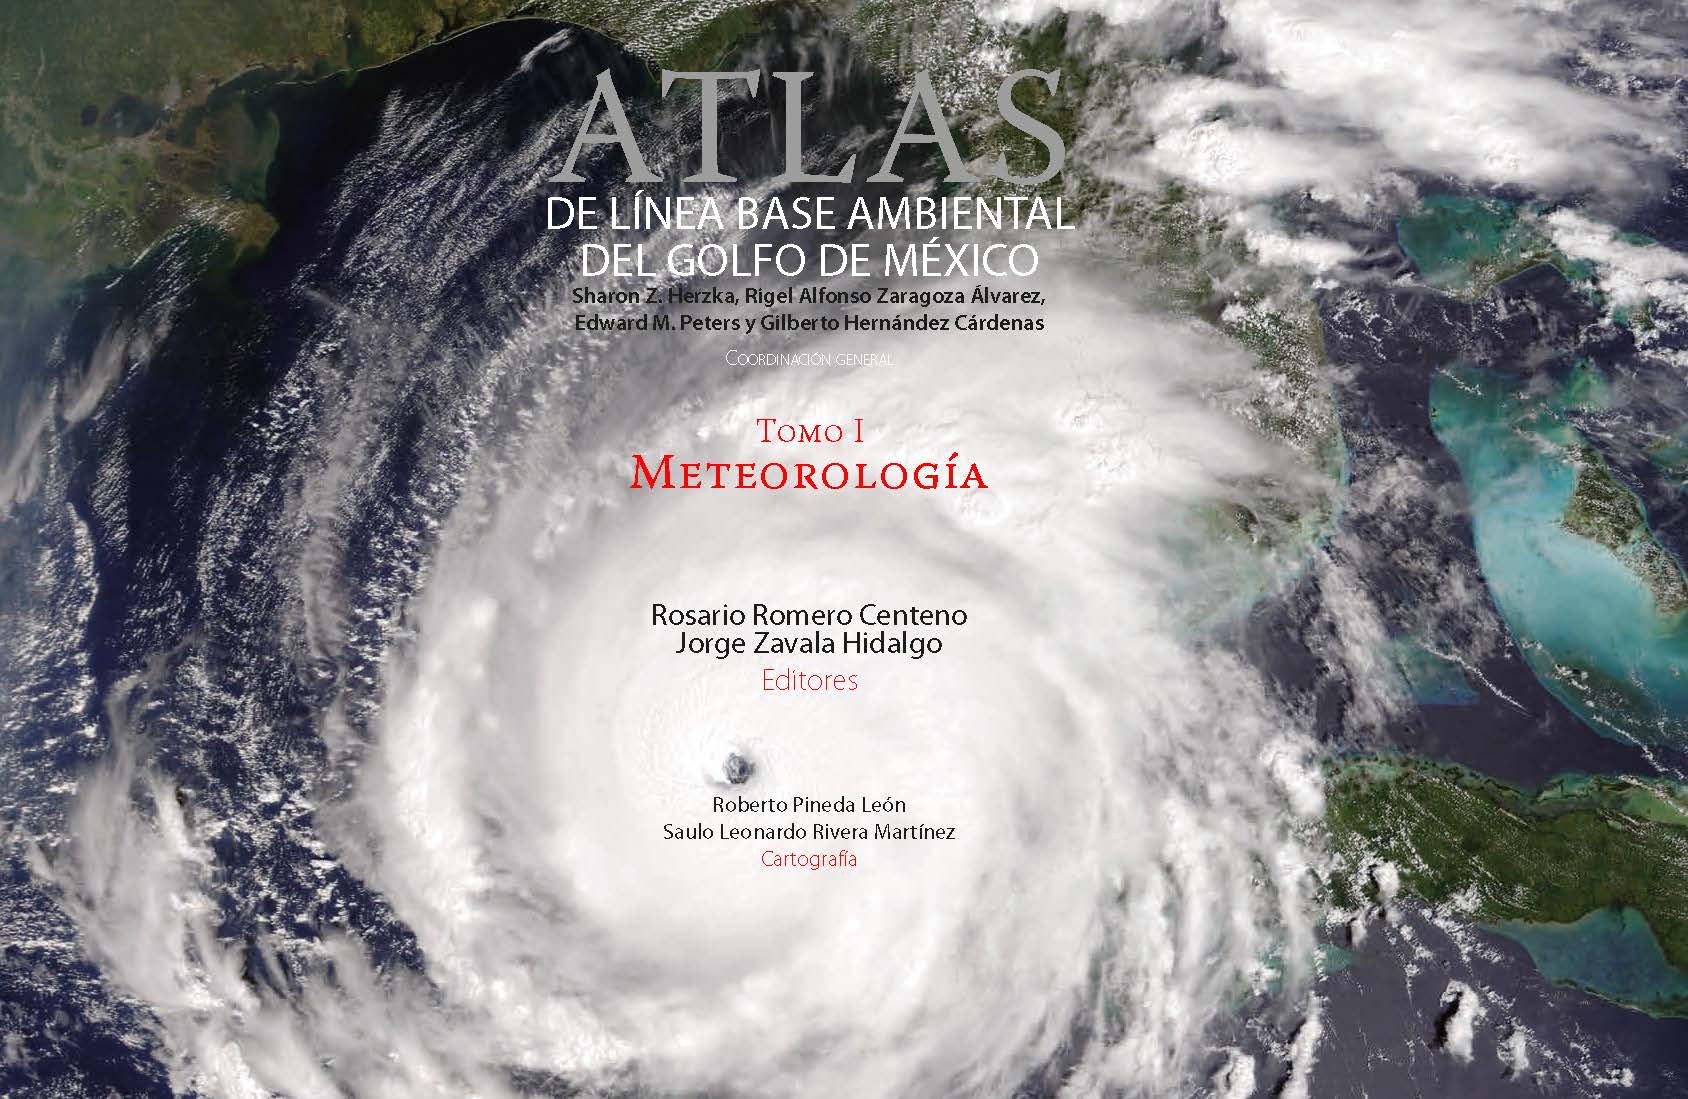 ATLAS
DE LÍNEA BASE AMBIENTAL
DEL GOLFO DE MÉXICO
Sharon Z. Herzka, Rigel Alfonso Zaragoza Álvarez,
Edward M. Peters y Gilberto Hernández Cárdenas
Coordinación general
Tomo I
Meteorología
Rosario Romero Centeno
Jorge Zavala Hidalgo
Editores
Roberto Pineda León
Saulo Leonardo Rivera Martínez
Cartografía